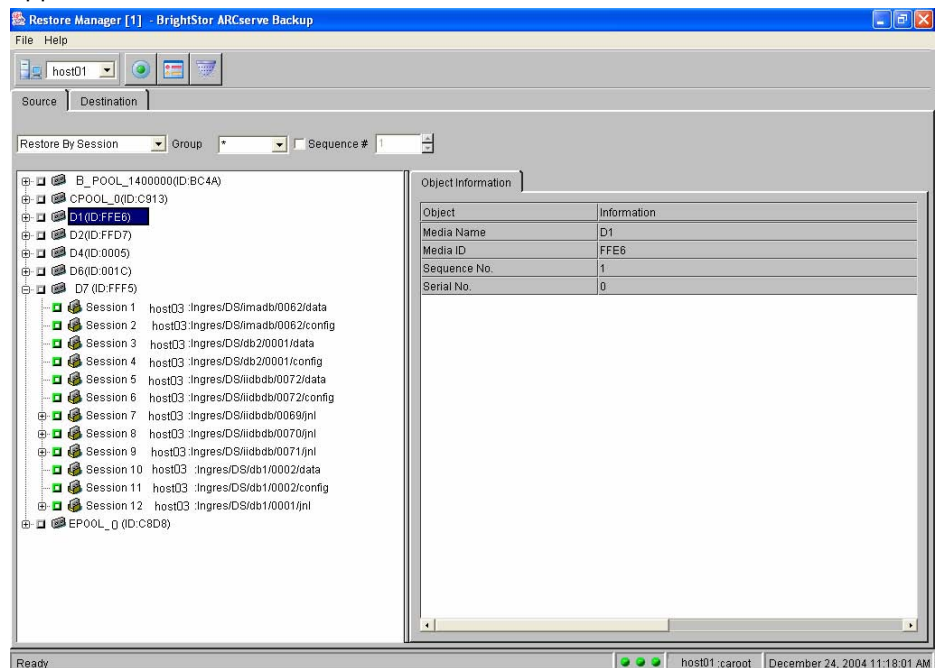 Restore Manager [1] - BrightStor ARCserve Backup
File Help
host01
Source Destination
Restore By Session Group * Sequence # 1
B_POOL_1400000(ID:BC4A)
CPOOL_0(ID:C913)
D1(ID:FFE6)
D2(ID:FFD7)
D4(ID:0005)
D6(ID:001C)
D7 (ID:FFF5)
Session 1 host03 :Ingres/DS/imadb/0062/data
Session 2 host03 :Ingres/DS/imadb/0062/config
Session 3 host03 :Ingres/DS/db2/0001/data
Session 4 host03 :Ingres/DS/db2/0001/config
Session 5 host03 :Ingres/DS/iidbdb/0072/data
Session 6 host03 :Ingres/DS/iidbdb/0072/config
Session 7 host03 :Ingres/DS/iidbdb/0069/jnl
Session 8 host03 :Ingres/DS/iidbdb/0070/jnl
Session 9 host03 :Ingres/DS/iidbdb/0071/jnl
Session 10 host03 :Ingres/DS/db1/0002/data
Session 11 host03 :Ingres/DS/db1/0002/config
Session 12 host03 :Ingres/DS/db1/0001/jnl
EPOOL_0 (ID:C8D8)
Object Information
Object Information
Media Name D1
Media ID FFE6
Sequence No. 1
Serial No. 0
Ready host01 :caroot December 24, 2004 11:18:01 AM